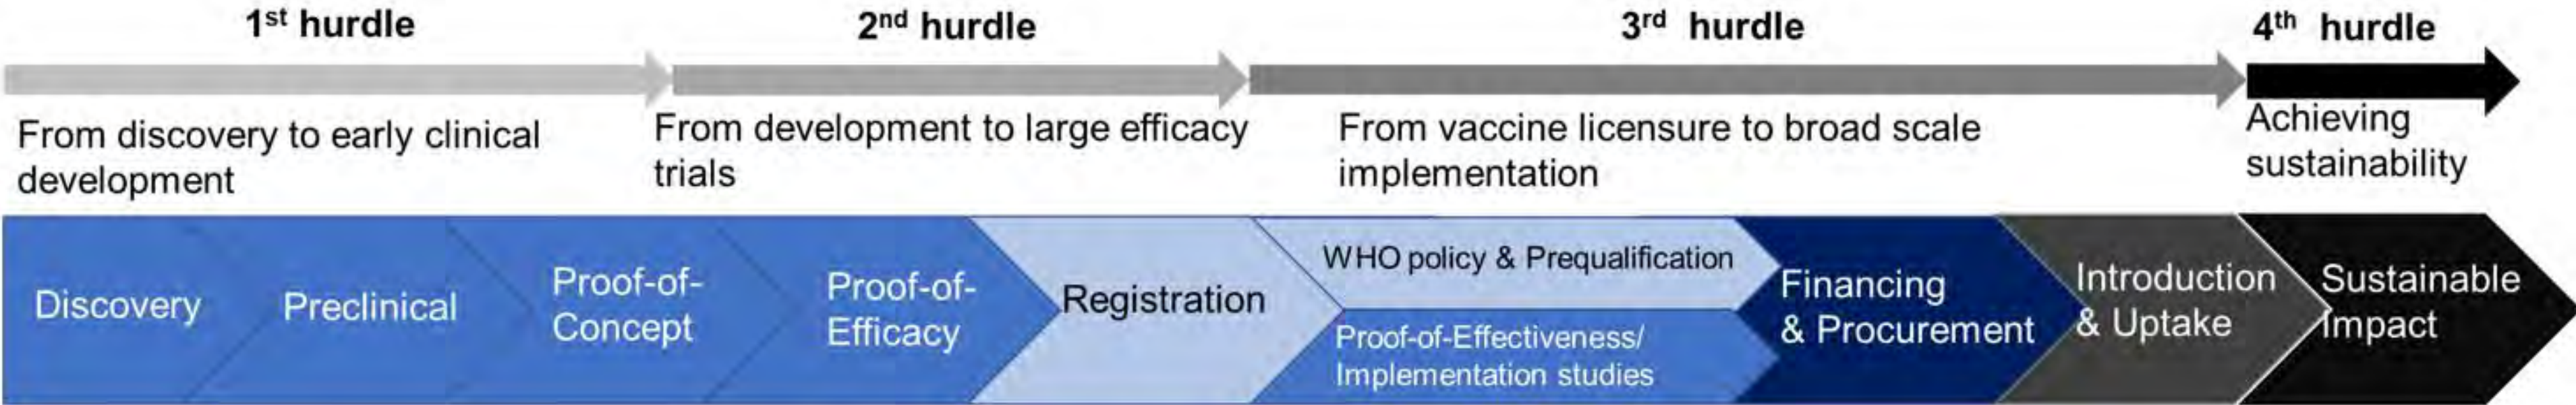 1st hurdle
2nd hurdle
3rd hurdle
4th hurdle
From discovery to early clinical
development
From development to large efficacy
trials
From vaccine licensure to broad scale
implementation
Achieving
sustainability
Discovery
Preclinical
Proof-of-
Concept
Proof-of-
Efficacy
Registration
WHO policy & Prequalification
Proof-of-Effectiveness/
Implementation studies
Financing
& Procurement
Introduction
& Uptake
Sustainable
Impact